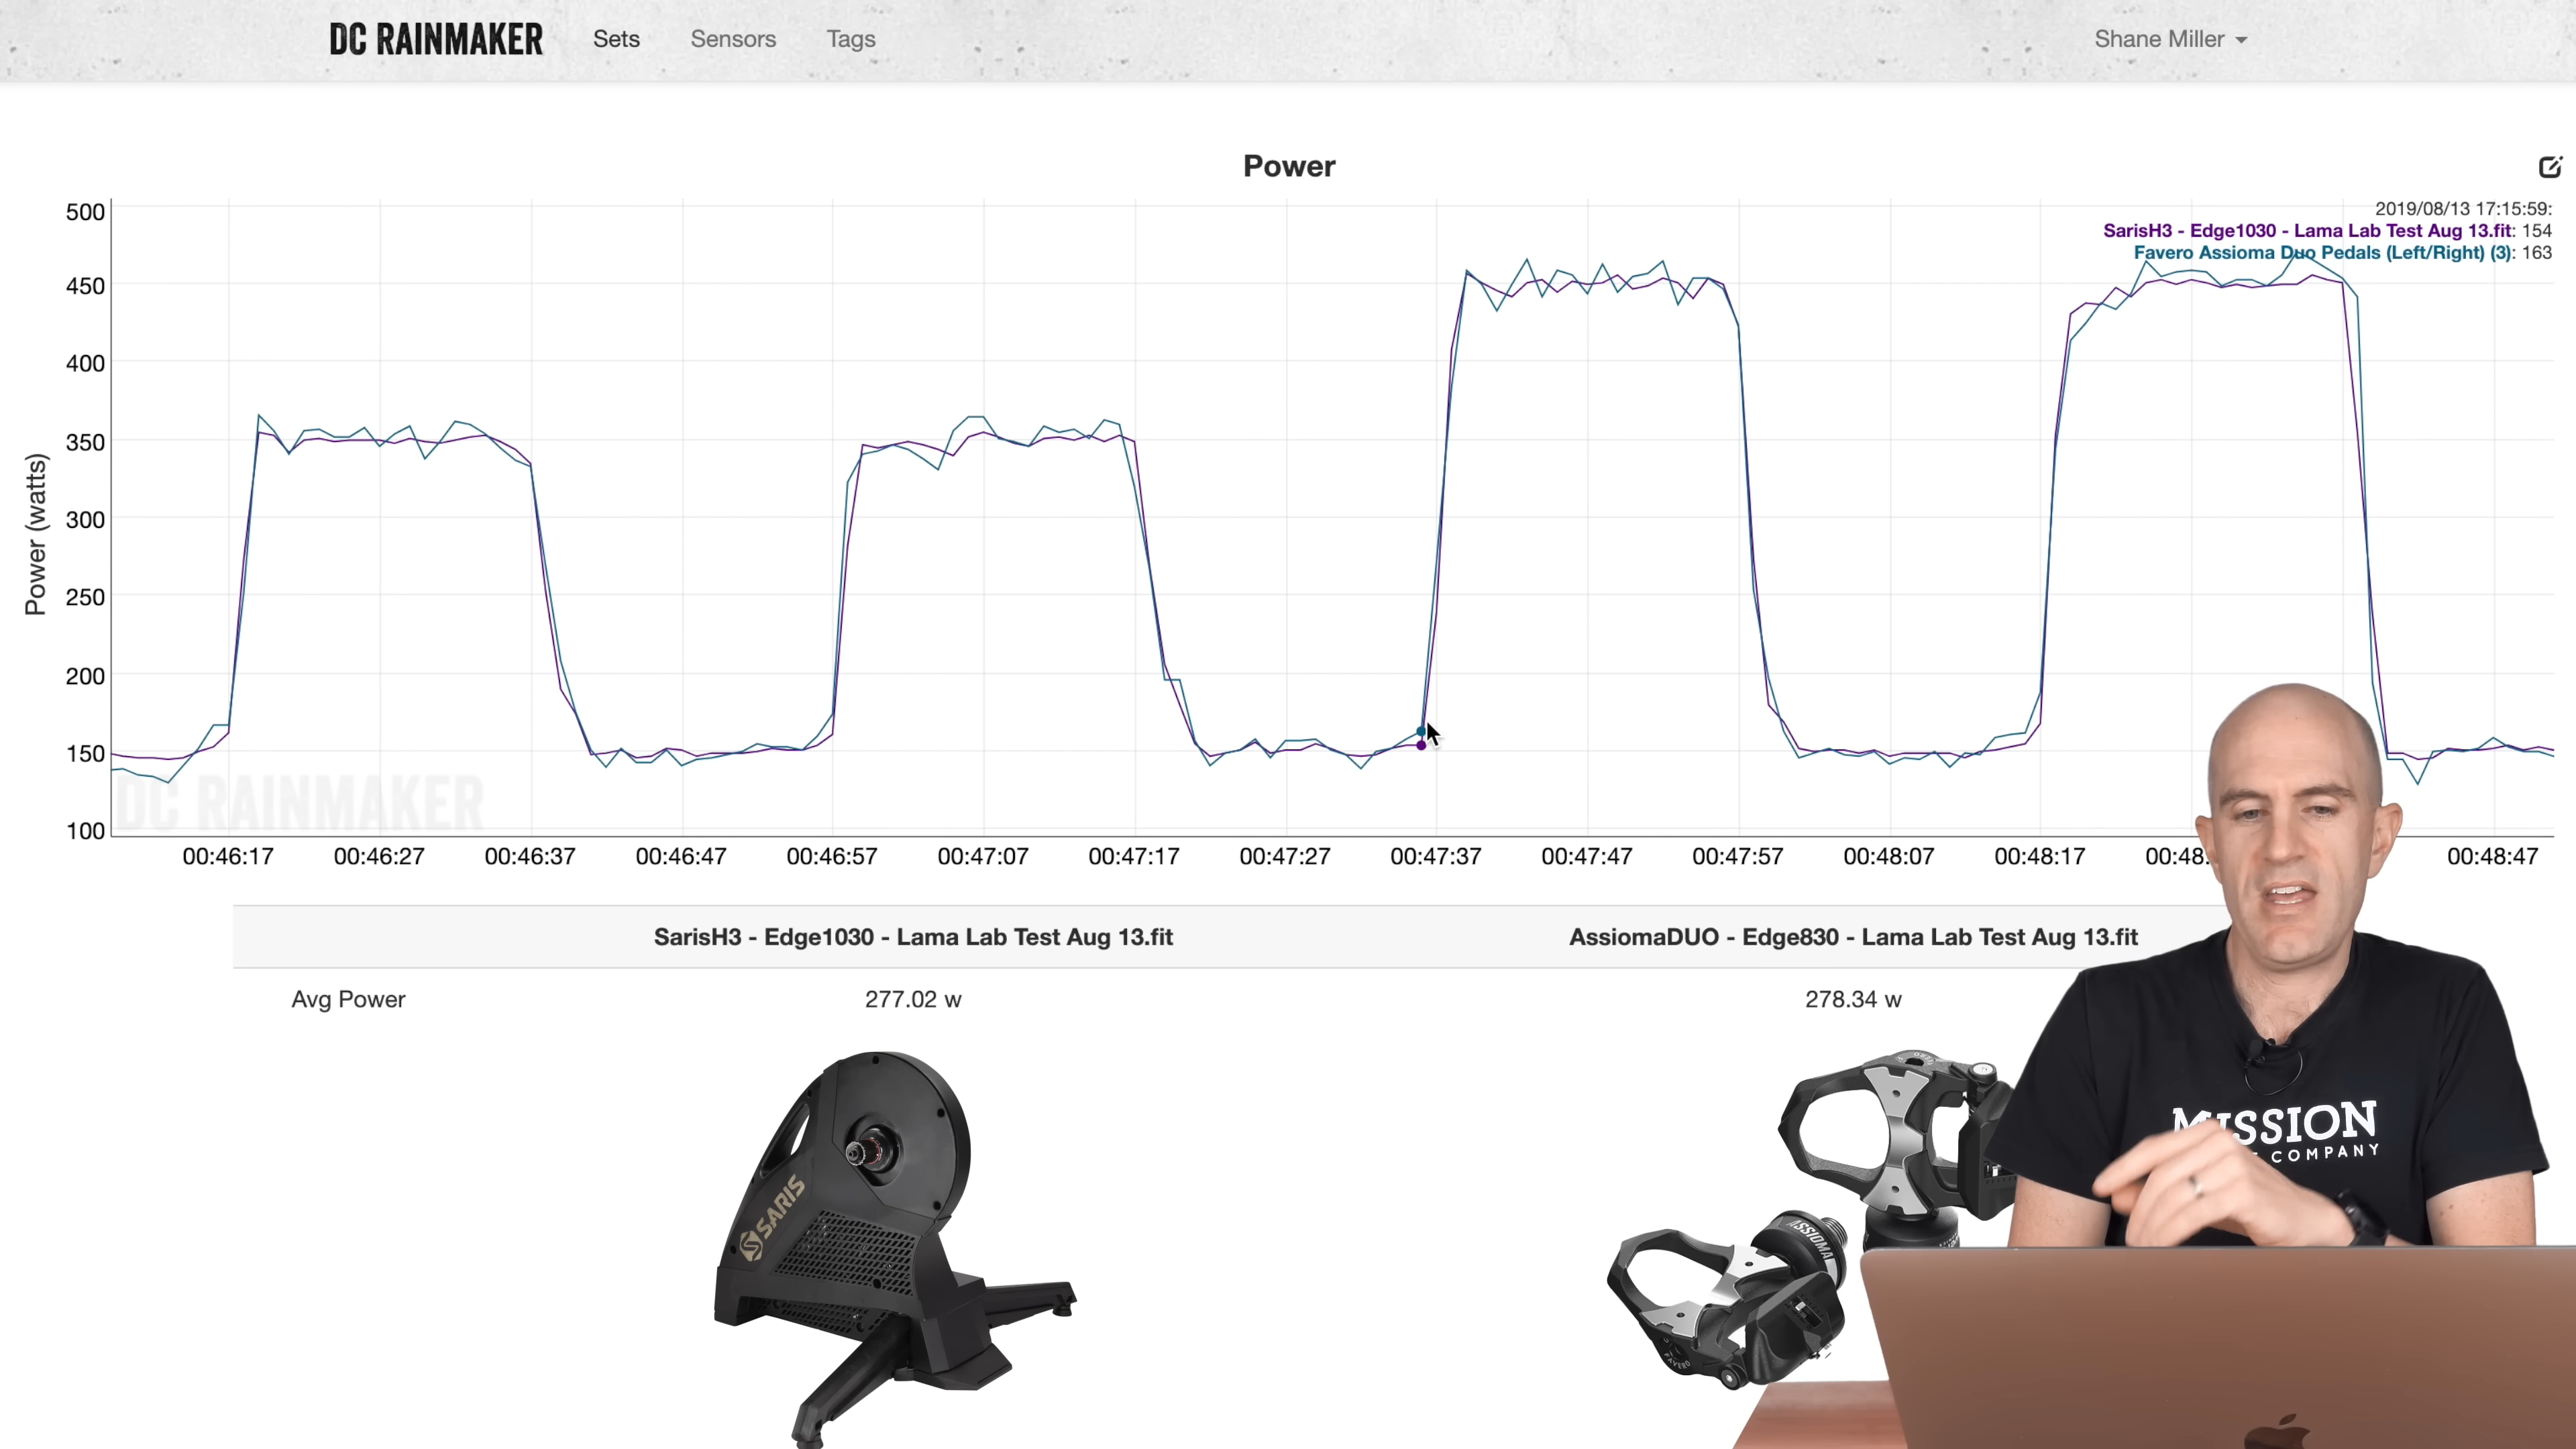 DC RAINMAKER Sets Sensors Tags Shane Miller
Power
2019/08/13 17:15:59:
SarisH3 - Edge1030 - Lama Lab Test Aug 13.fit: 154
Favero Assioma Duo Pedals (Left/Right) (3): 163
Power (watts)
500
450
400
350
300
250
200
150
100
DC RAINMAKER
00:46:17 00:46:27 00:46:37 00:46:47 00:46:57 00:47:07 00:47:17 00:47:27 00:47:37 00:47:47 00:47:57 00:48:07 00:48:17 00:48: 00:48:47
SarisH3 - Edge1030 - Lama Lab Test Aug 13.fit AssiomaDUO - Edge830 - Lama Lab Test Aug 13.fit
Avg Power 277.02 w 278.34 w
SARIS
ASSIOMA
FAVERO
MISSION
COMPANY